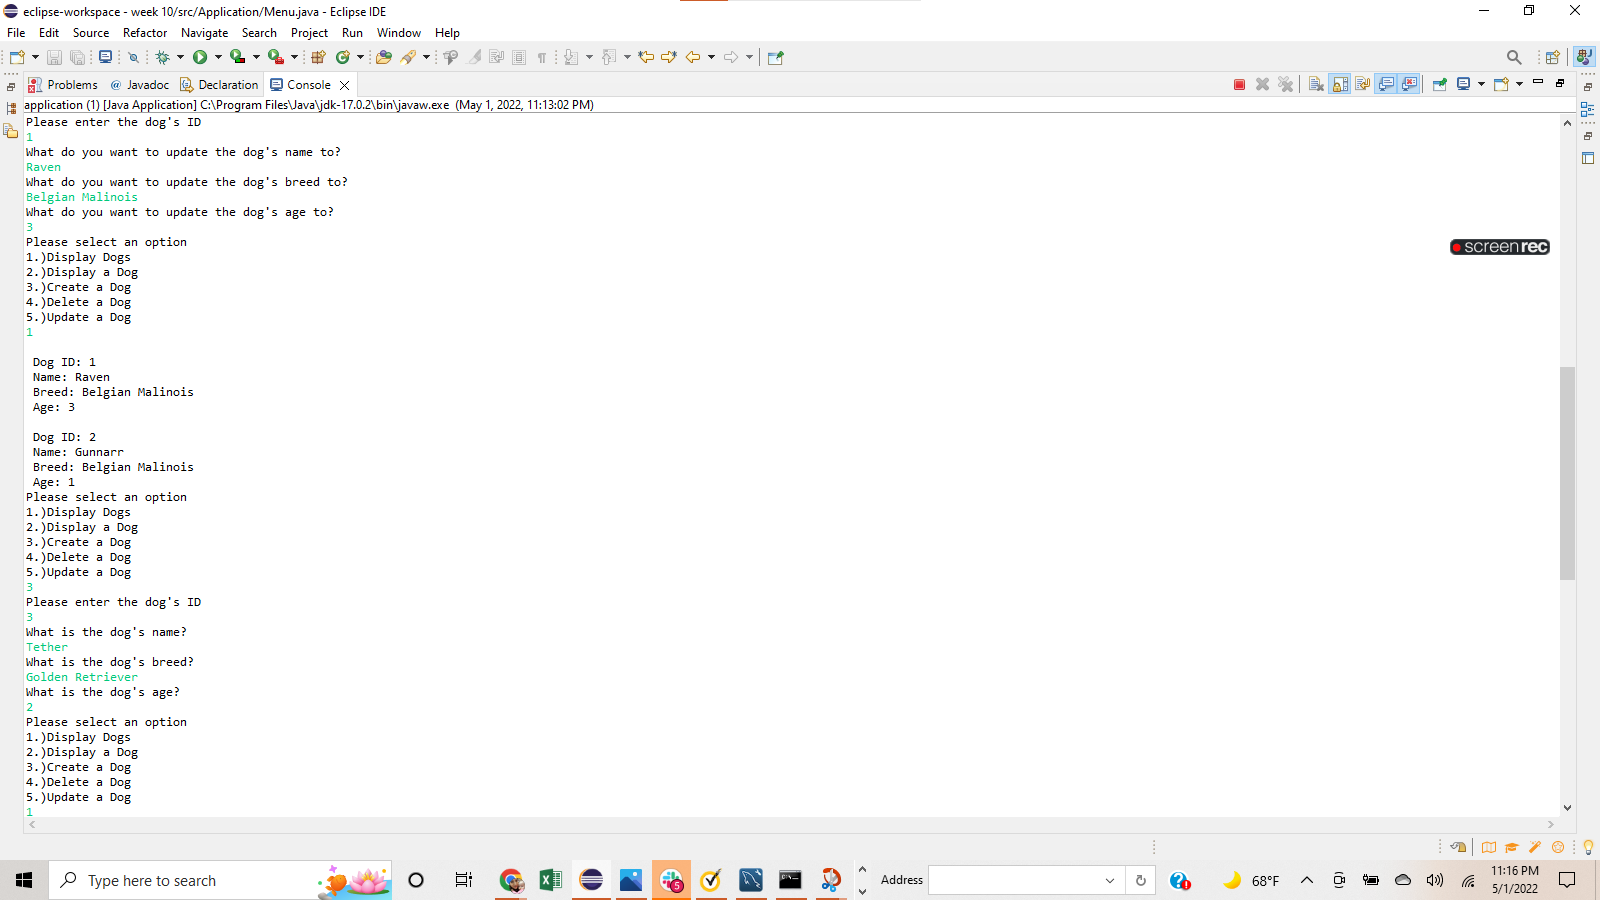 eclipse-workspace - week 10/src/Application/Menu.java - Eclipse IDE
File Edit Source Refactor Navigate Search Project Run Window Help
Problems @ Javadoc Declaration Console
application (1) [Java Application] C:\Program Files\Java\jdk-17.0.2\bin\javaw.exe (May 1, 2022, 11:13:02 PM)
Please enter the dog's ID
1
What do you want to update the dog's name to?
Raven
What do you want to update the dog's breed to?
Belgian Malinois
What do you want to update the dog's age to?
3
Please select an option
1.)Display Dogs
2.)Display a Dog
3.)Create a Dog
4.)Delete a Dog
5.)Update a Dog
1
Dog ID: 1
Name: Raven
Breed: Belgian Malinois
Age: 3
Dog ID: 2
Name: Gunnarr
Breed: Belgian Malinois
Age: 1
Please select an option
1.)Display Dogs
2.)Display a Dog
3.)Create a Dog
4.)Delete a Dog
5.)Update a Dog
3
Please enter the dog's ID
3
What is the dog's name?
Tether
What is the dog's breed?
Golden Retriever
What is the dog's age?
2
Please select an option
1.)Display Dogs
2.)Display a Dog
3.)Create a Dog
4.)Delete a Dog
5.)Update a Dog
1
screenrec
Type here to search
5
Address
68°F
11:16 PM
5/1/2022